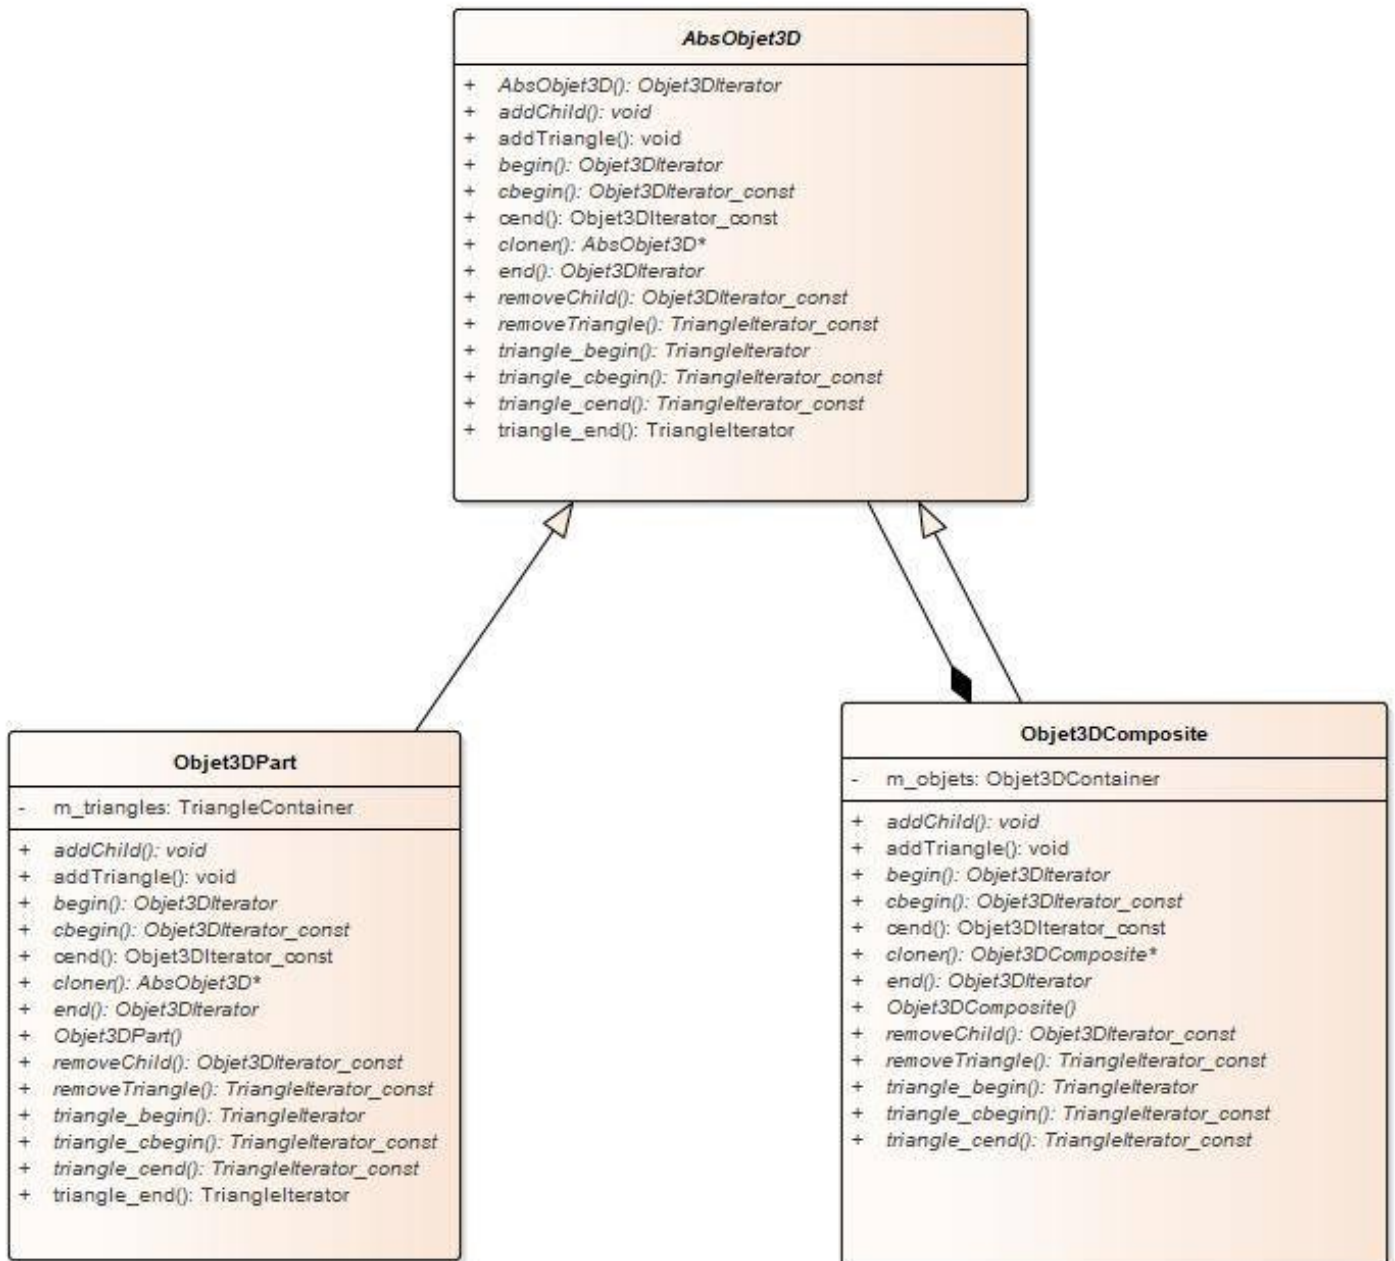 AbsObjet3D
+ AbsObjet3D(): Objet3DIterator
+ addChild(): void
+ addTriangle(): void
+ begin(): Objet3DIterator
+ cbegin(): Objet3DIterator_const
+ cend(): Objet3DIterator_const
+ cloner(): AbsObjet3D*
+ end(): Objet3DIterator
+ removeChild(): Objet3DIterator_const
+ removeTriangle(): TriangleIterator_const
+ triangle_begin(): TriangleIterator
+ triangle_cbegin(): TriangleIterator_const
+ triangle_cend(): TriangleIterator_const
+ triangle_end(): TriangleIterator
Objet3DPart
- m_triangles: TriangleContainer
+ addChild(): void
+ addTriangle(): void
+ begin(): Objet3DIterator
+ cbegin(): Objet3DIterator_const
+ cend(): Objet3DIterator_const
+ cloner(): AbsObjet3D*
+ end(): Objet3DIterator
+ Objet3DPart()
+ removeChild(): Objet3DIterator_const
+ removeTriangle(): TriangleIterator_const
+ triangle_begin(): TriangleIterator
+ triangle_cbegin(): TriangleIterator_const
+ triangle_cend(): TriangleIterator_const
+ triangle_end(): TriangleIterator
Objet3DComposite
- m_objets: Objet3DContainer
+ addChild(): void
+ addTriangle(): void
+ begin(): Objet3DIterator
+ cbegin(): Objet3DIterator_const
+ cend(): Objet3DIterator_const
+ cloner(): Objet3DComposite*
+ end(): Objet3DIterator
+ Objet3DComposite()
+ removeChild(): Objet3DIterator_const
+ removeTriangle(): TriangleIterator_const
+ triangle_begin(): TriangleIterator
+ triangle_cbegin(): TriangleIterator_const
+ triangle_cend(): TriangleIterator_const